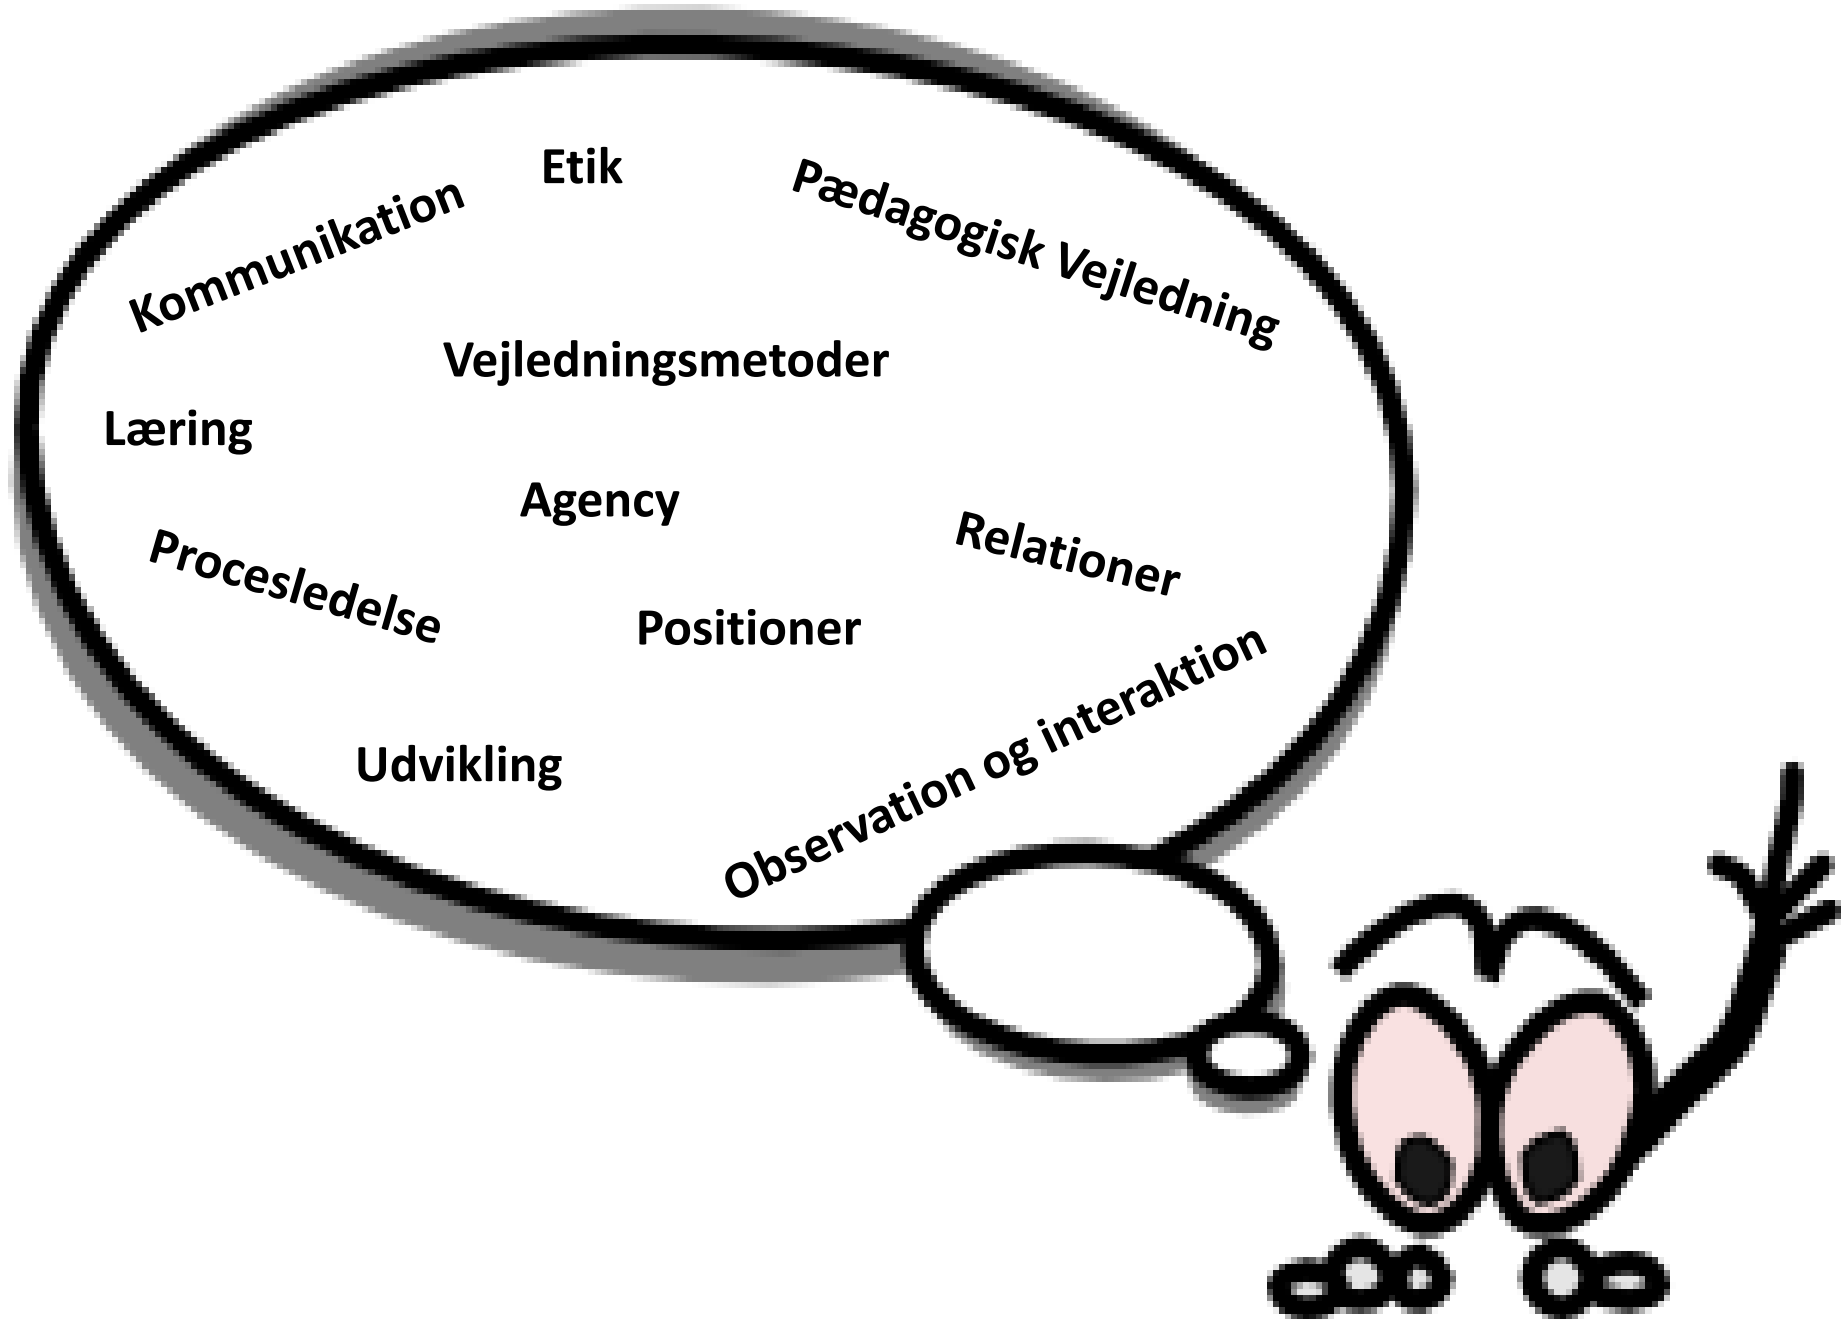 Etik
Pædagogisk Vejledning
Kommunikation
Vejledningsmetoder
Læring
Agency
Relationer
Procesledelse
Positioner
Observation og interaktion
Udvikling